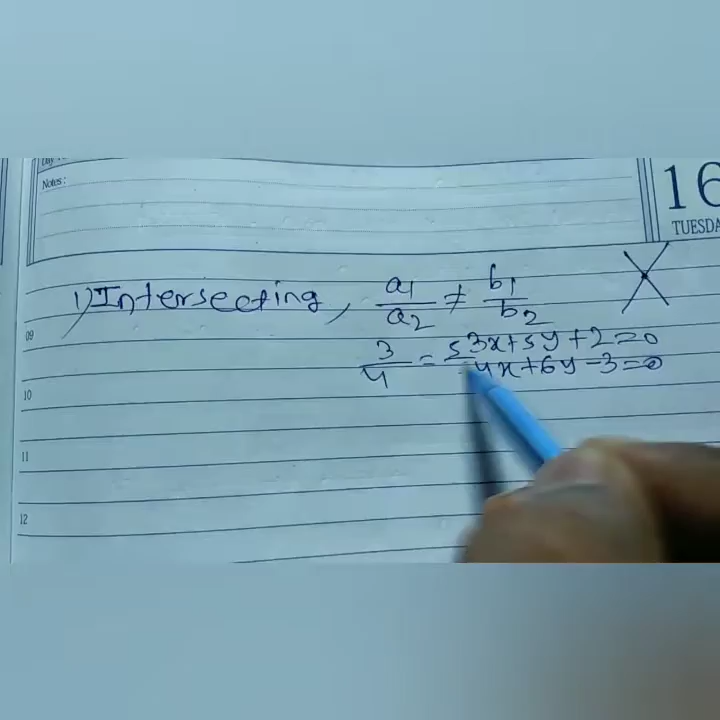 Notes:
16
TUESDA
1) Intersecting, a1/a2 ≠ b1/b2
09
3x+5y+2=0
3/4 = 5
4x+6y-3=0
10
11
12